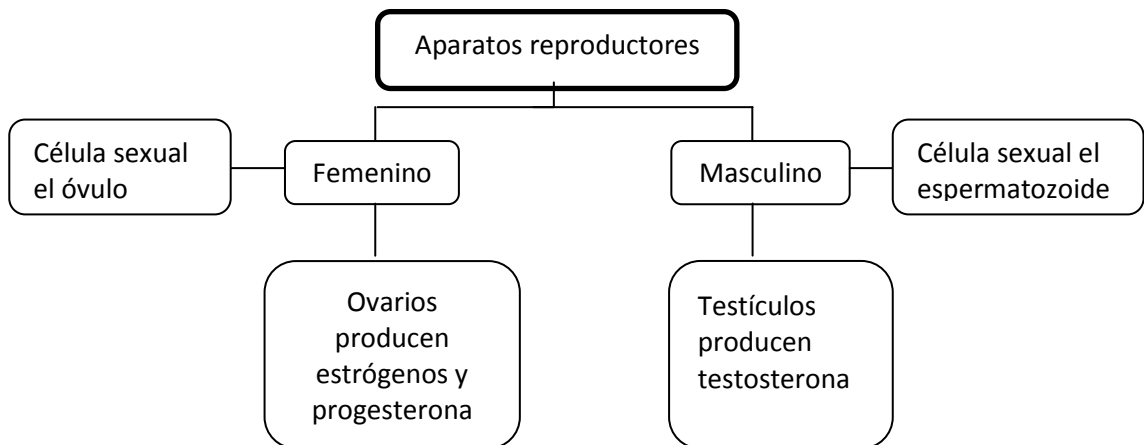 Aparatos reproductores
Célula sexual
el óvulo
Femenino
Masculino
Célula sexual el
espermatozoide
Ovarios
producen
estrógenos y
progesterona
Testículos
producen
testosterona